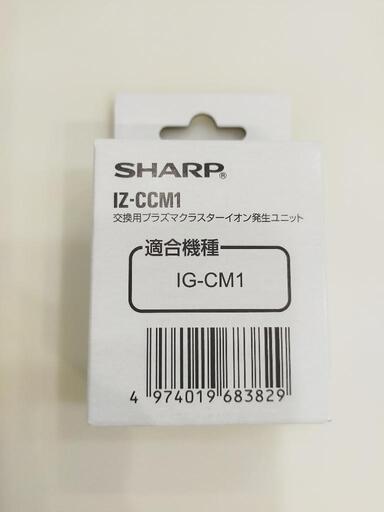 SHARP®
IZ-CCM1
交換用プラズマクラスターイオン発生ユニット
適合機種
IG-CM1
4 974019 683829